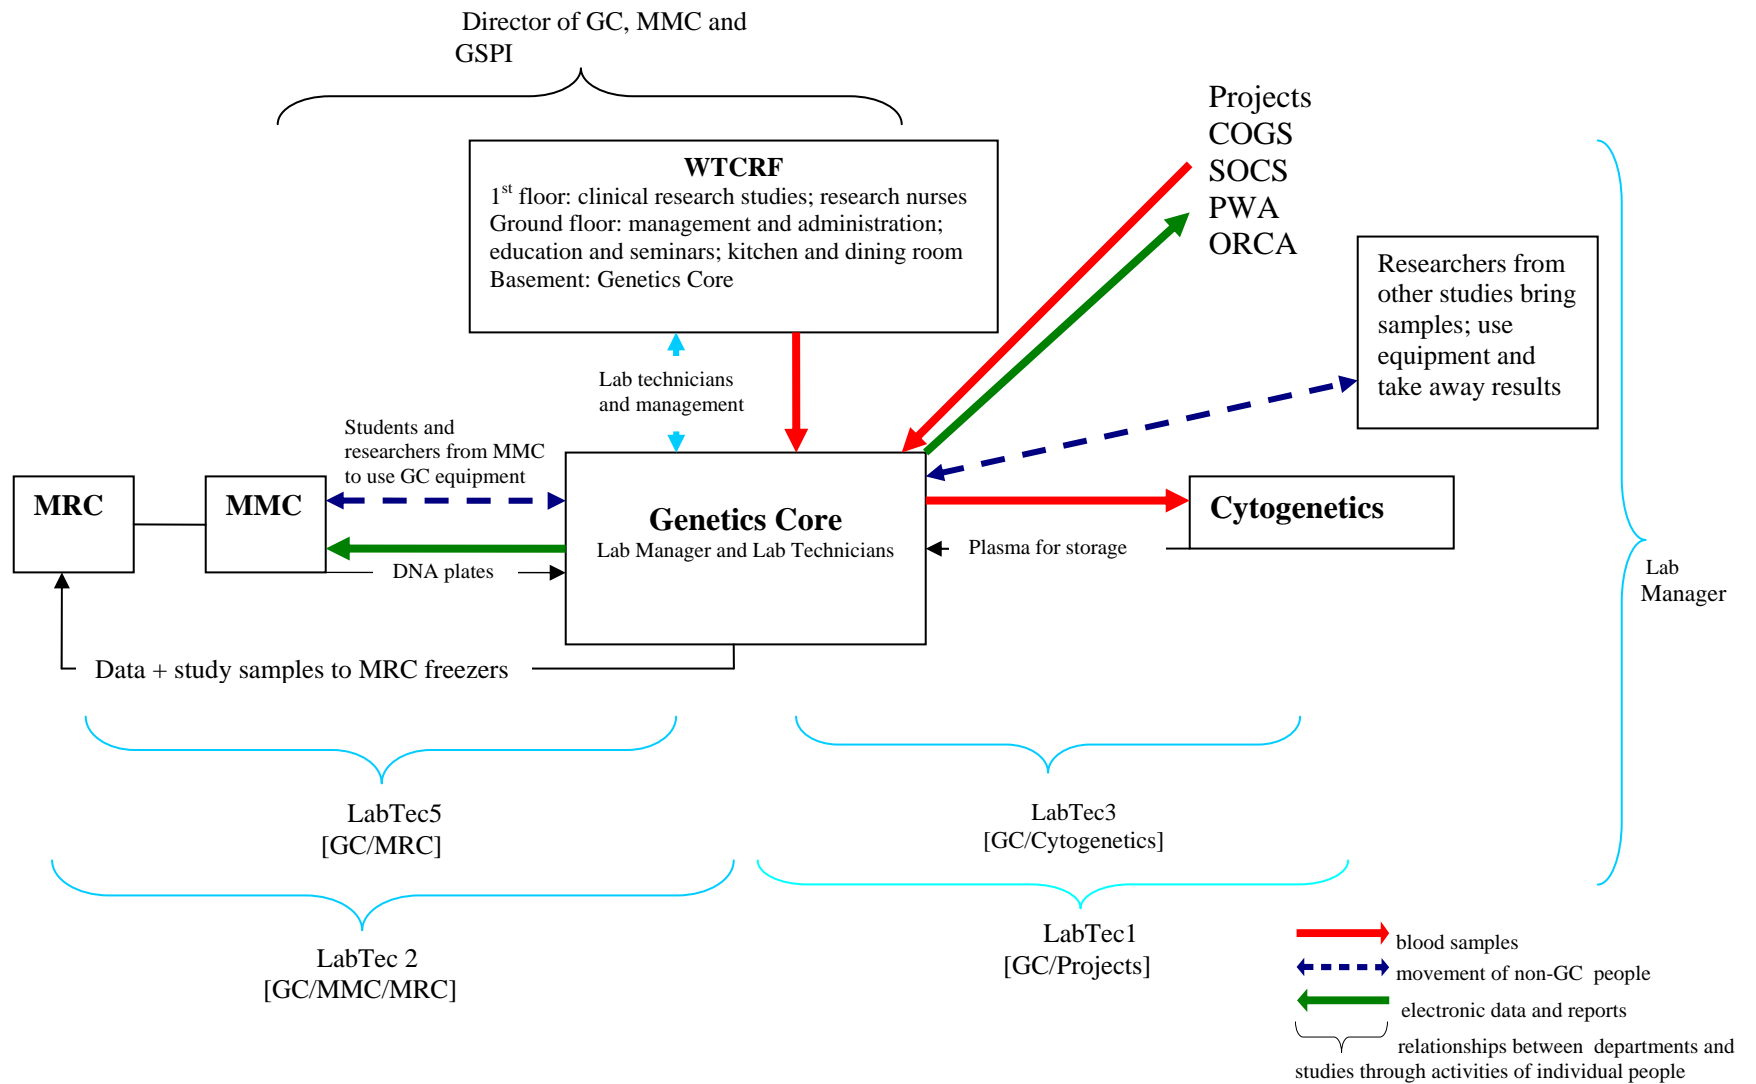 Director of GC, MMC and
GSPI
Projects
COGS
SOCS
PWA
ORCA
WTCRF
1st floor: clinical research studies; research nurses
Ground floor: management and administration;
education and seminars; kitchen and dining room
Basement: Genetics Core
Researchers from
other studies bring
samples; use
equipment and
take away results
Lab technicians
and management
Students and
researchers from MMC
to use GC equipment
MRC
MMC
Genetics Core
Lab Manager and Lab Technicians
Cytogenetics
Plasma for storage
DNA plates
Lab
Manager
Data + study samples to MRC freezers
LabTec5
[GC/MRC]
LabTec3
[GC/Cytogenetics]
LabTec 2
[GC/MMC/MRC]
LabTec1
[GC/Projects]
blood samples
movement of non-GC people
electronic data and reports
relationships between departments and
studies through activities of individual people